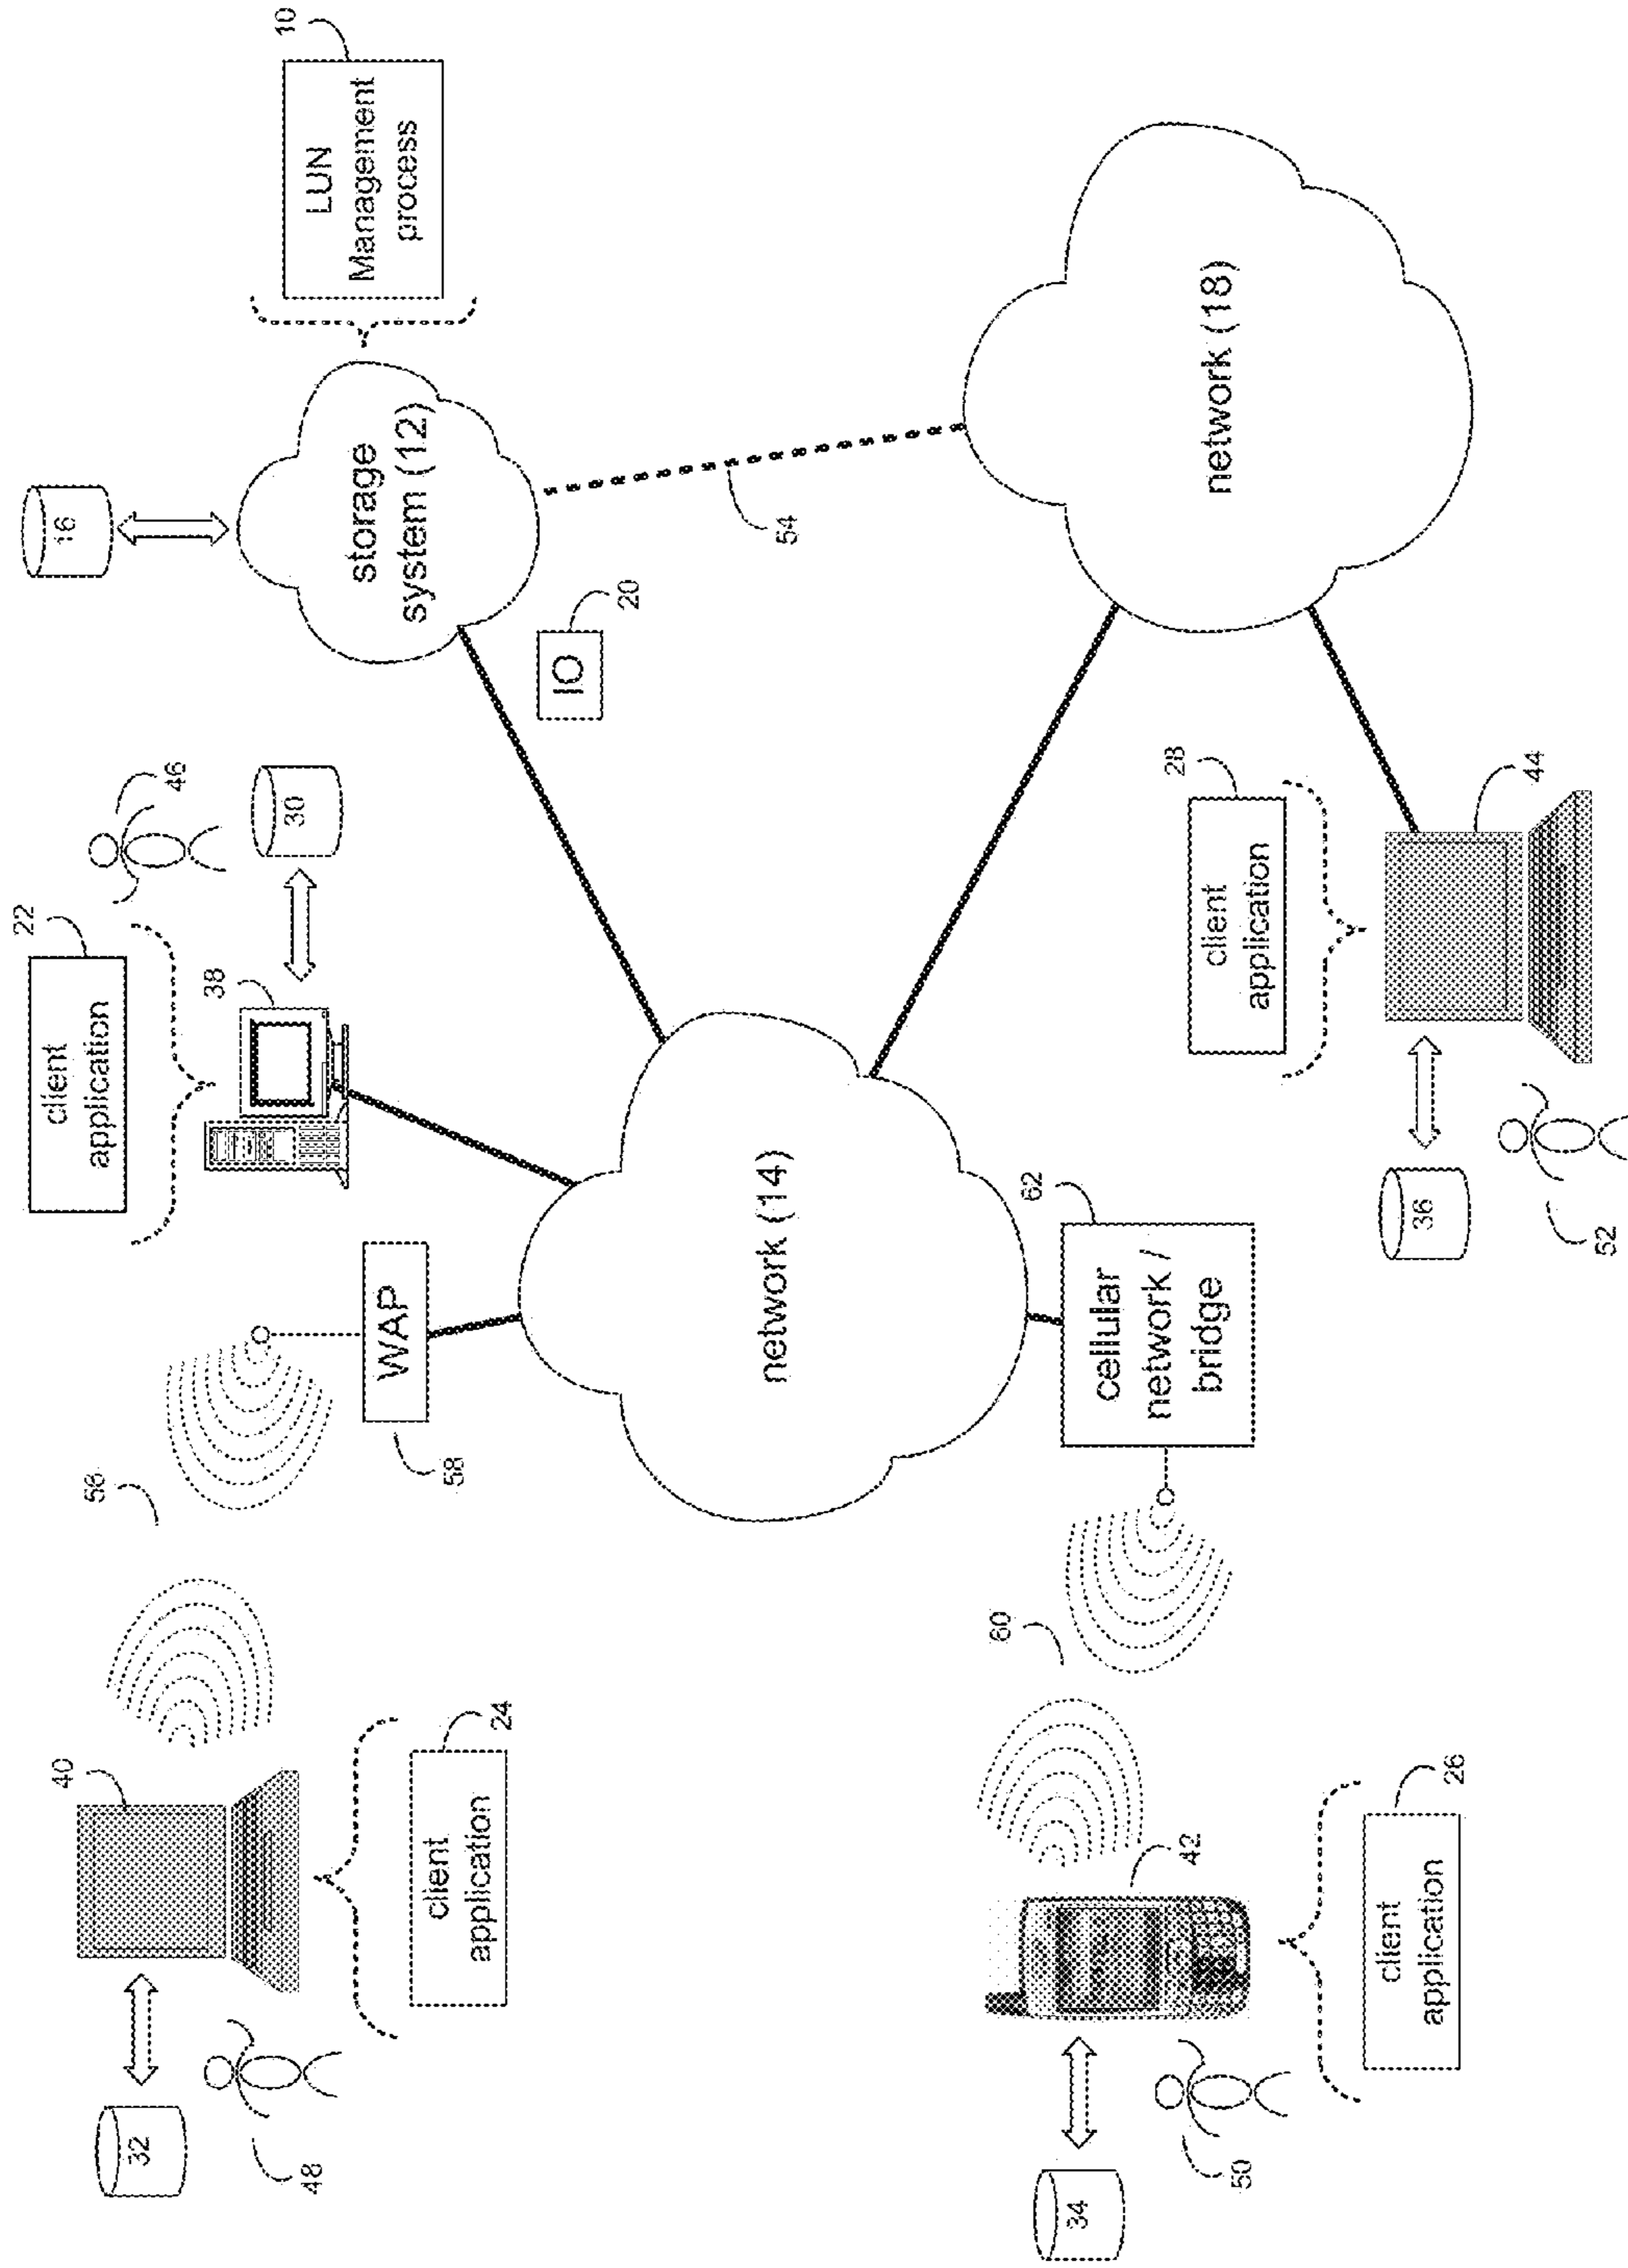 22
client
application
16
40
32
56
46
38
30
10
LUN
Management
process
48
WAP
58
storage
system (12)
24
client
application
IO
20
network (14)
54
60
62
cellular
network /
bridge
34
42
50
28
client
application
network (18)
client
application
26
36
44
52